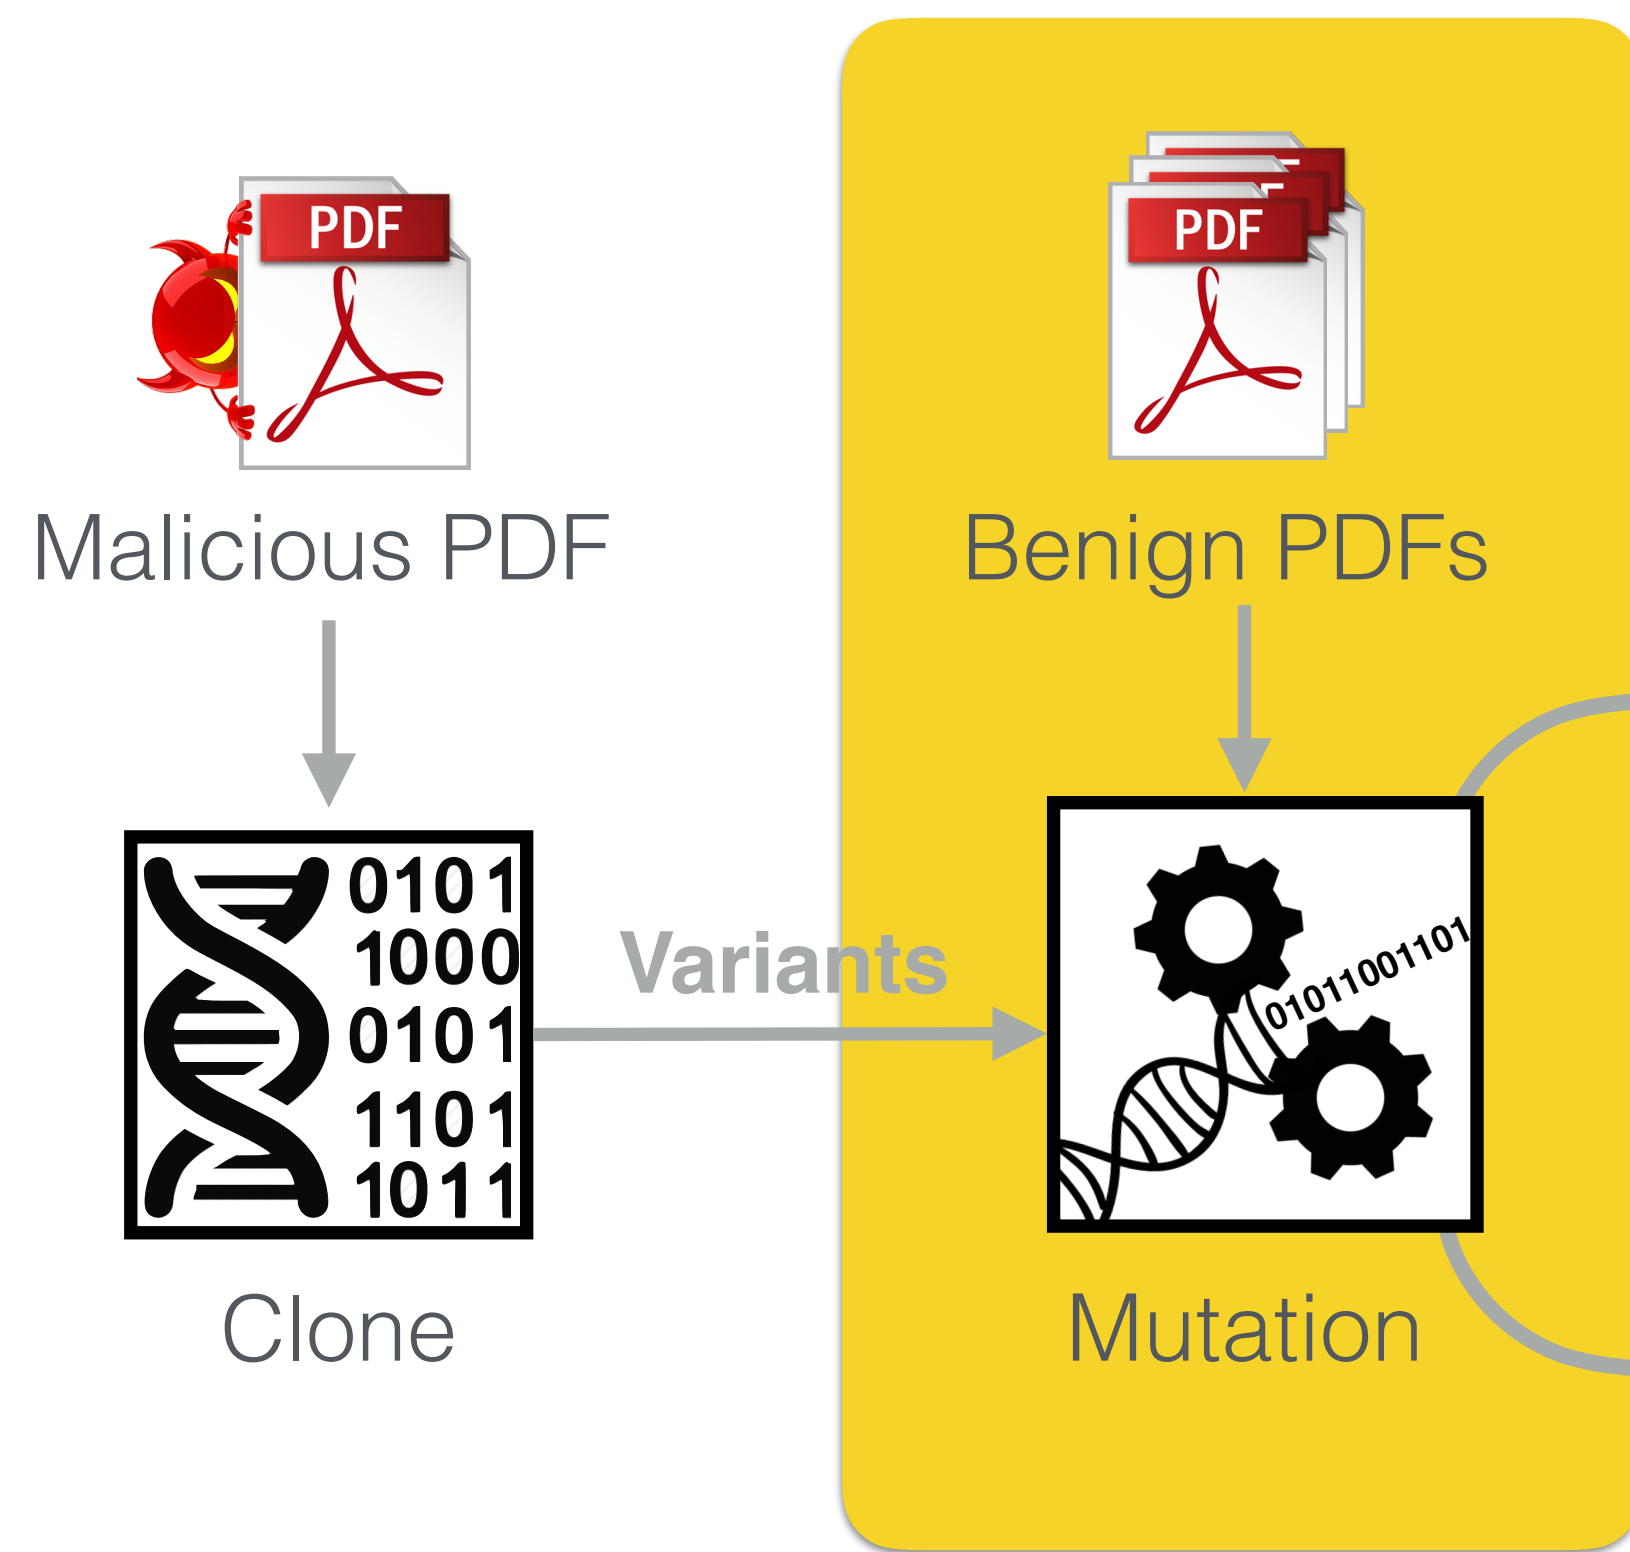 PDF
PDF
Malicious PDF
Benign PDFs
0101
1000
0101
1101
1011
Variants
01011001101
Clone
Mutation